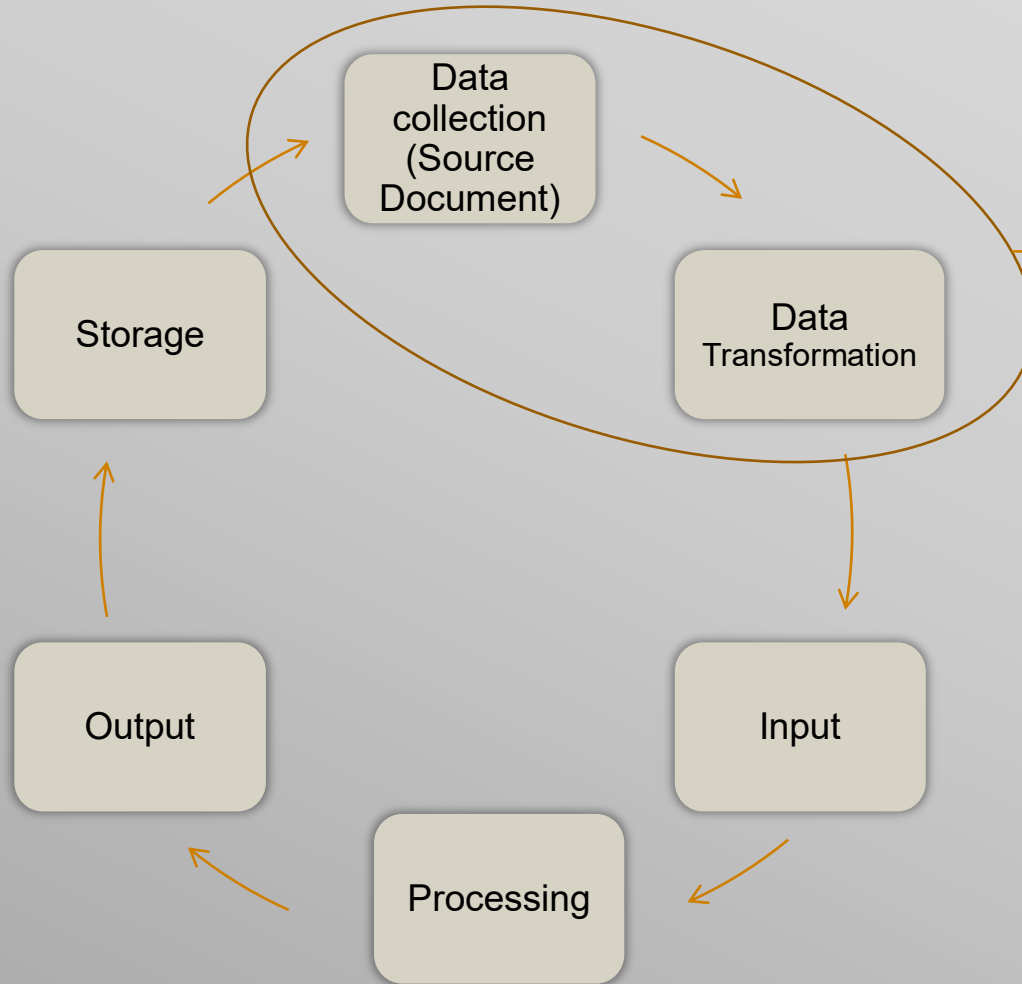 Data
collection
(Source
Document)
Data
Transformation
Input
Processing
Output
Storage